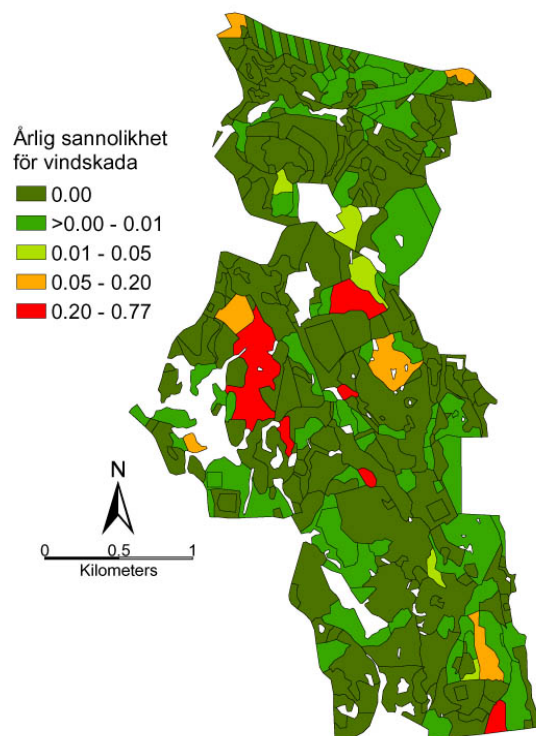 Årlig sannolikhet
för vindskada
0.00
>0.00 - 0.01
0.01 - 0.05
0.05 - 0.20
0.20 - 0.77
N
0 0,5 1
Kilometers